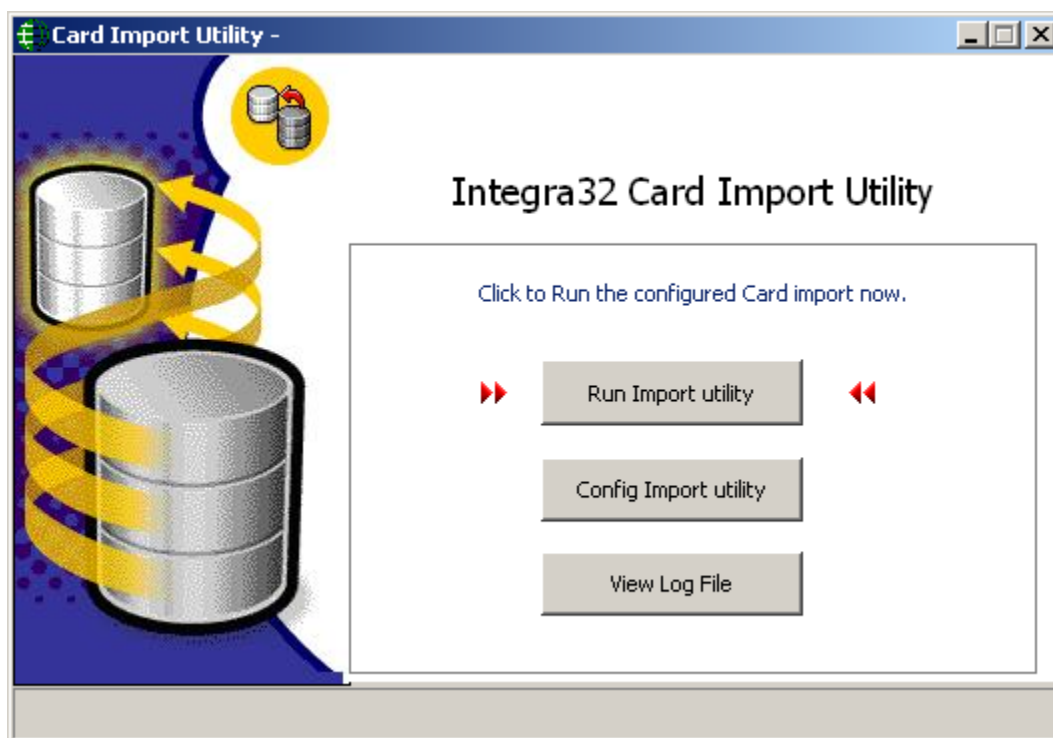 Card Import Utility -
Integra32 Card Import Utility
Click to Run the configured Card import now.
Run Import utility
Config Import utility
View Log File